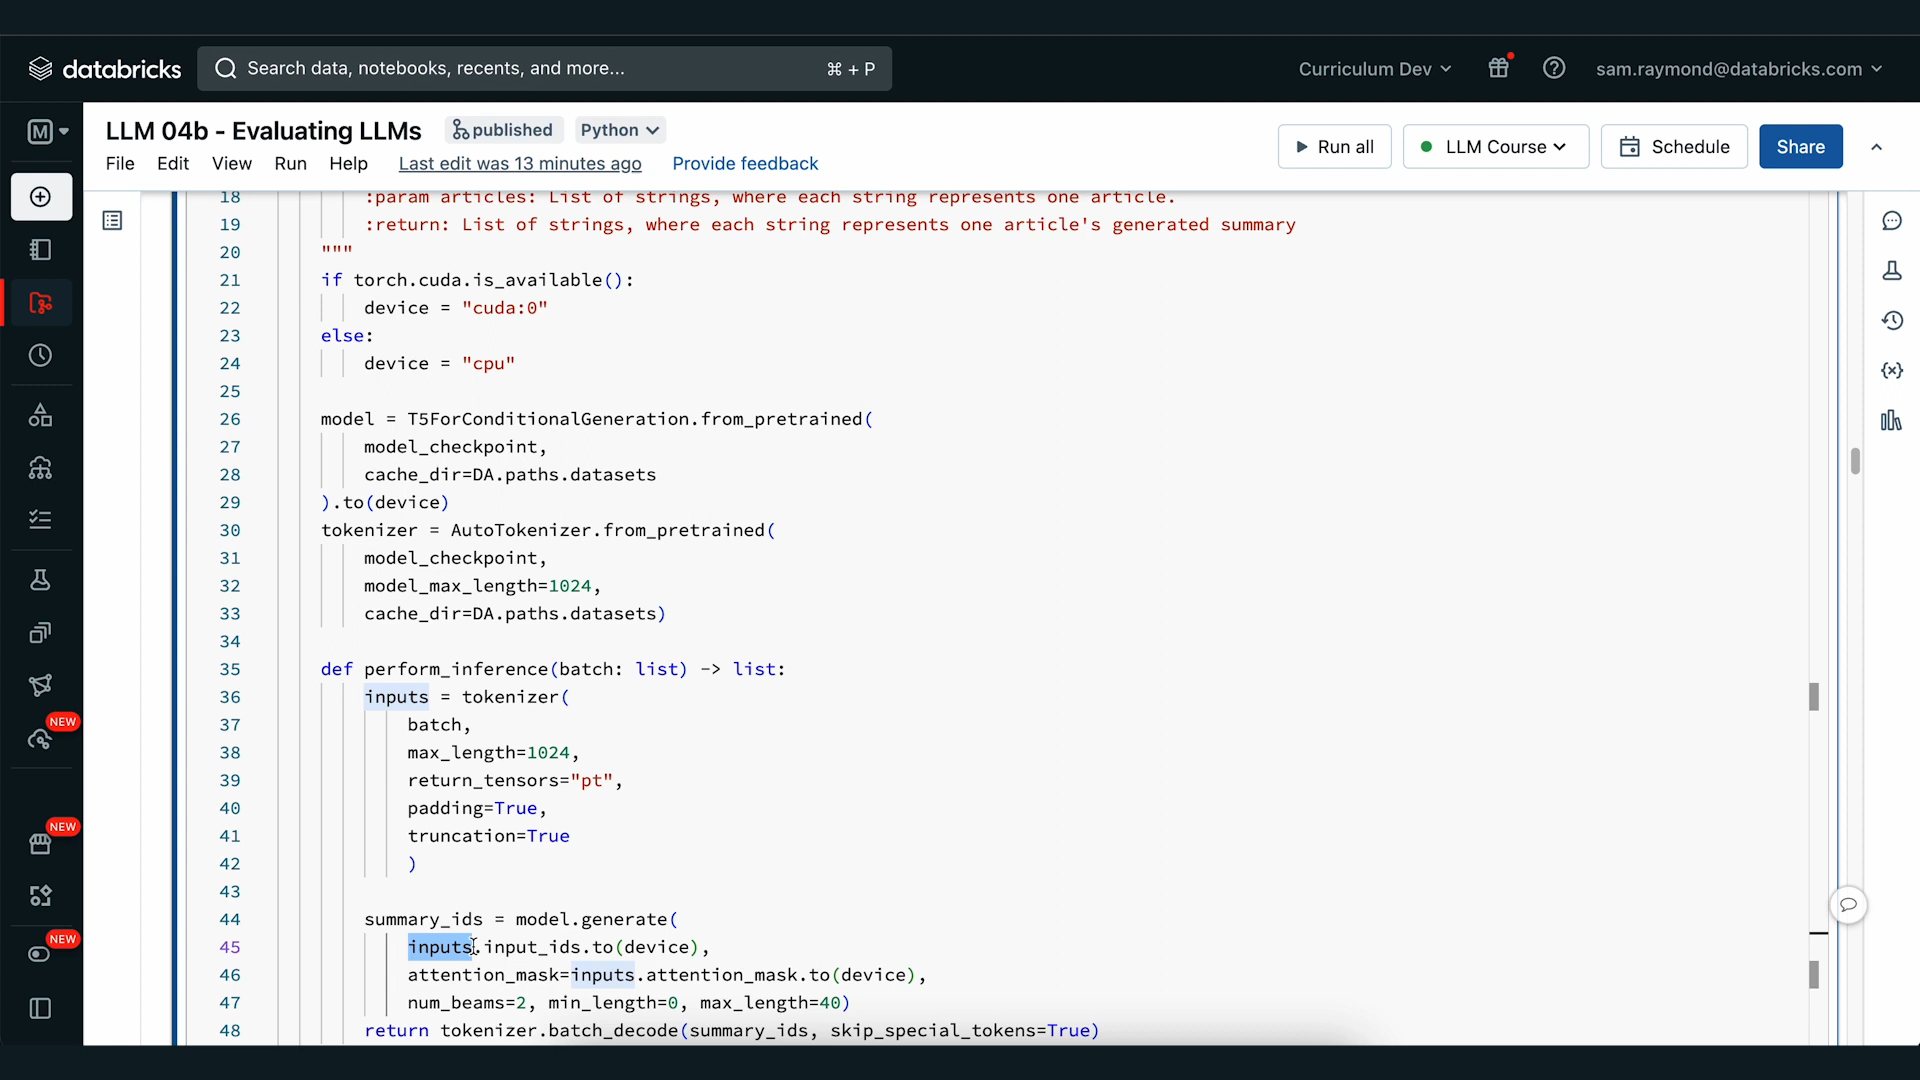 databricks
Search data, notebooks, recents, and more...
⌘ + P
Curriculum Dev
sam.raymond@databricks.com
M
LLM 04b - Evaluating LLMs
published
Python
File Edit View Run Help Last edit was 13 minutes ago Provide feedback
Run all
LLM Course
Schedule
Share
18 :param articles: List of strings, where each string represents one article.
19 :return: List of strings, where each string represents one article's generated summary
20 """
21 if torch.cuda.is_available():
22 device = "cuda:0"
23 else:
24 device = "cpu"
25
26 model = T5ForConditionalGeneration.from_pretrained(
27 model_checkpoint,
28 cache_dir=DA.paths.datasets
29 ).to(device)
30 tokenizer = AutoTokenizer.from_pretrained(
31 model_checkpoint,
32 model_max_length=1024,
33 cache_dir=DA.paths.datasets)
34
35 def perform_inference(batch: list) -> list:
36 inputs = tokenizer(
37 batch,
38 max_length=1024,
39 return_tensors="pt",
40 padding=True,
41 truncation=True
42 )
43
44 summary_ids = model.generate(
45 inputs.input_ids.to(device),
46 attention_mask=inputs.attention_mask.to(device),
47 num_beams=2, min_length=0, max_length=40)
48 return tokenizer.batch_decode(summary_ids, skip_special_tokens=True)
NEW
NEW
NEW